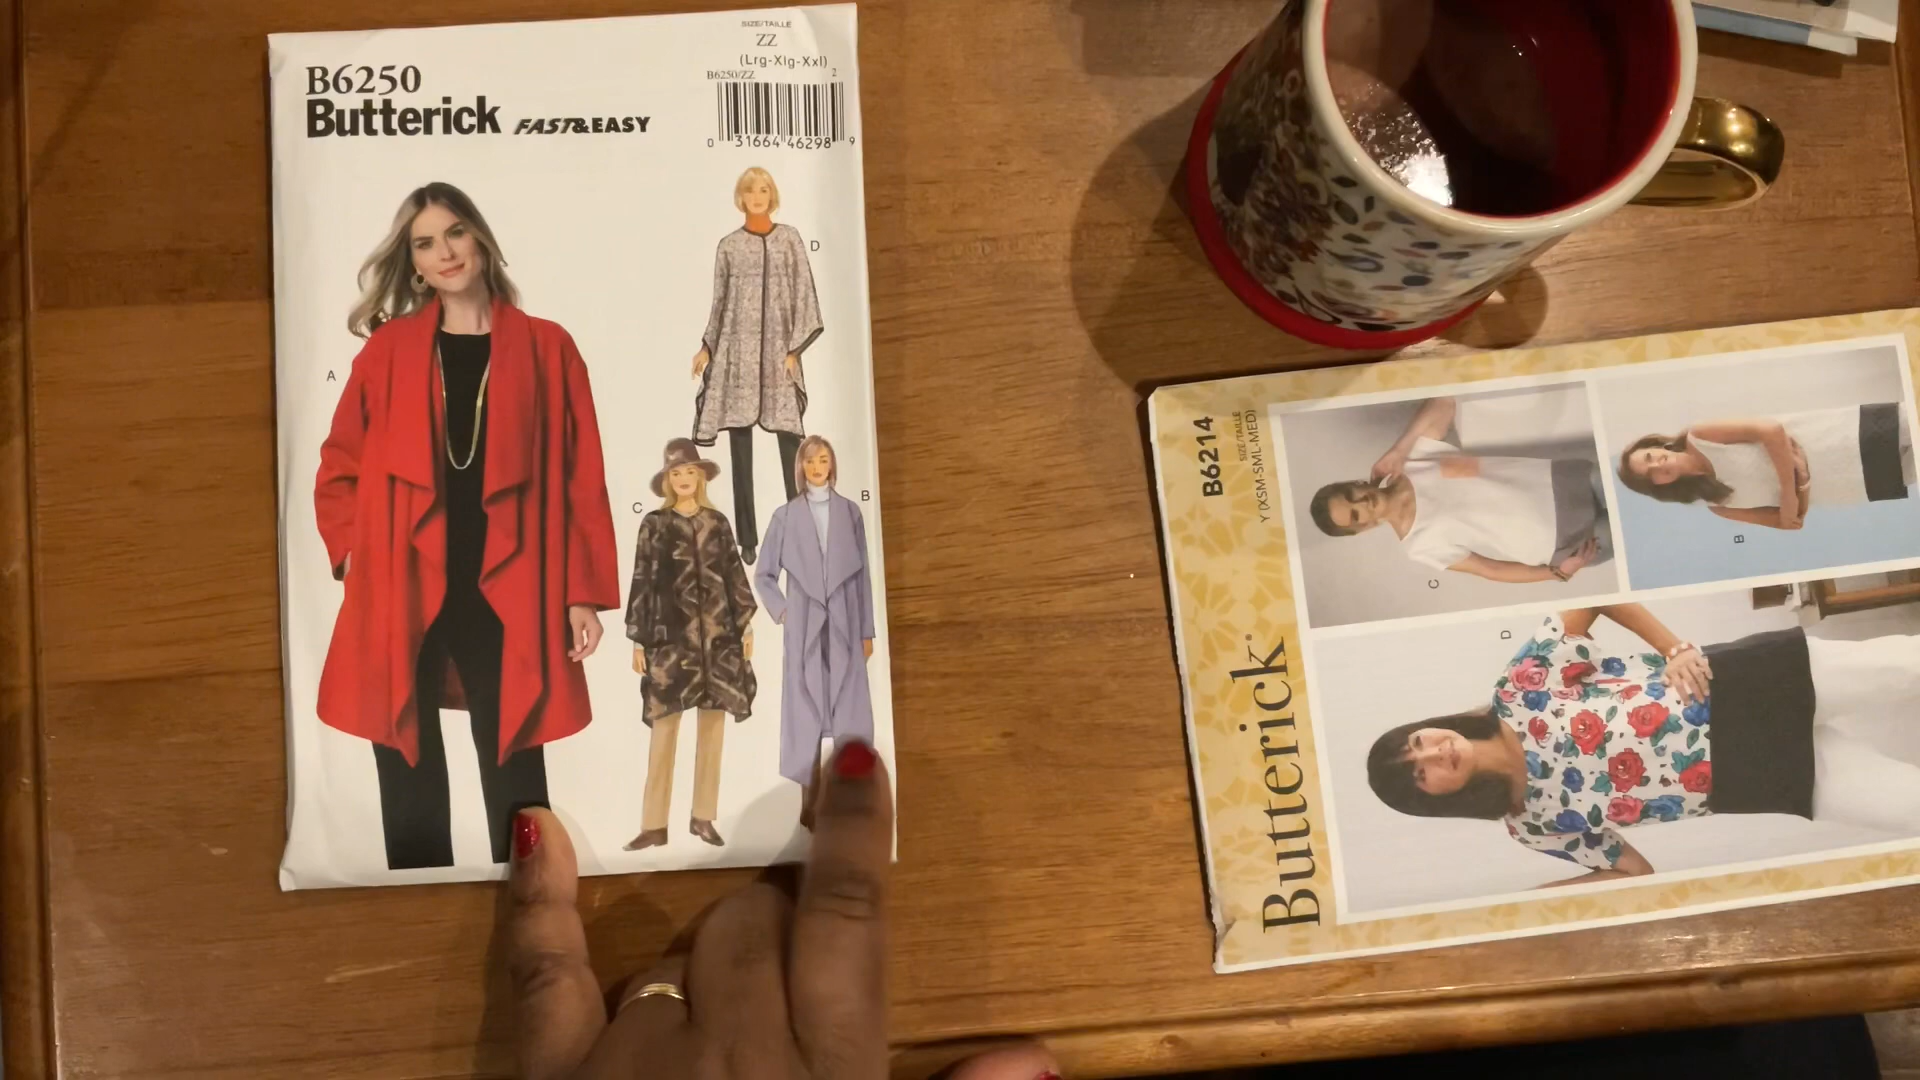 SIZE/TAILLE
ZZ
(Lrg-Xlg-Xxl)
B6250
B6250/ZZ 2
Butterick FAST&EASY
0 31664 46298 9
A
D
C
B
B6214
SIZE/TAILLE
Y (XSM-SML-MED)
Butterick®
C
B
D